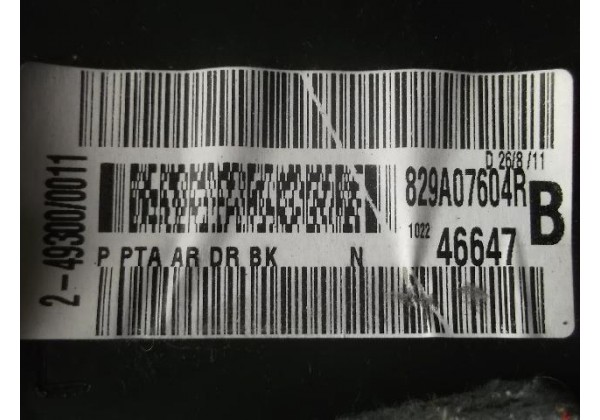 2-49300/0011
D 26/8/11
829A07604R
B
1022
46647
P PTA AR DR BK N